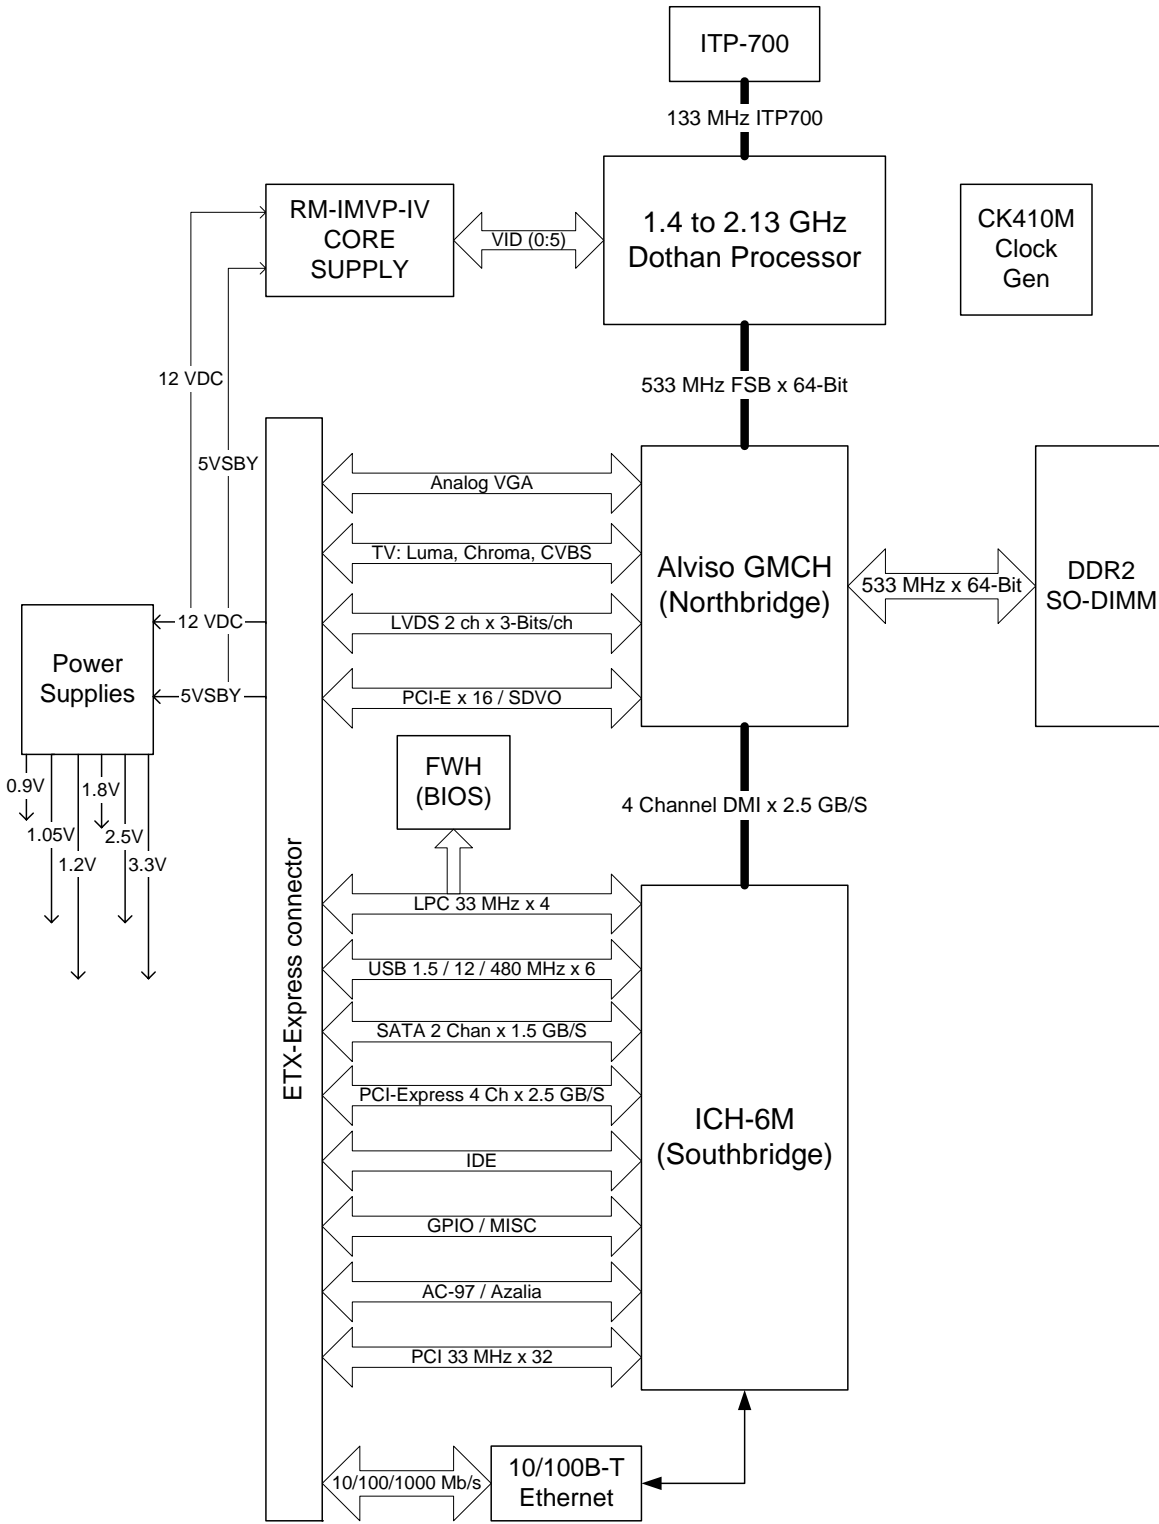 ITP-700
133 MHz ITP700
RM-IMVP-IV
CORE
SUPPLY
VID (0:5)
1.4 to 2.13 GHz
Dothan Processor
CK410M
Clock
Gen
12 VDC
533 MHz FSB x 64-Bit
5VSBY
Analog VGA
TV: Luma, Chroma, CVBS
LVDS 2 ch x 3-Bits/ch
PCI-E x 16 / SDVO
Alviso GMCH
(Northbridge)
533 MHz x 64-Bit
DDR2
SO-DIMM
12 VDC
5VSBY
Power
Supplies
0.9V
1.05V
1.2V
1.8V
2.5V
3.3V
FWH
(BIOS)
4 Channel DMI x 2.5 GB/S
ETX-Express connector
LPC 33 MHz x 4
USB 1.5 / 12 / 480 MHz x 6
SATA 2 Chan x 1.5 GB/S
PCI-Express 4 Ch x 2.5 GB/S
IDE
GPIO / MISC
AC-97 / Azalia
PCI 33 MHz x 32
ICH-6M
(Southbridge)
10/100/1000 Mb/s
10/100B-T
Ethernet